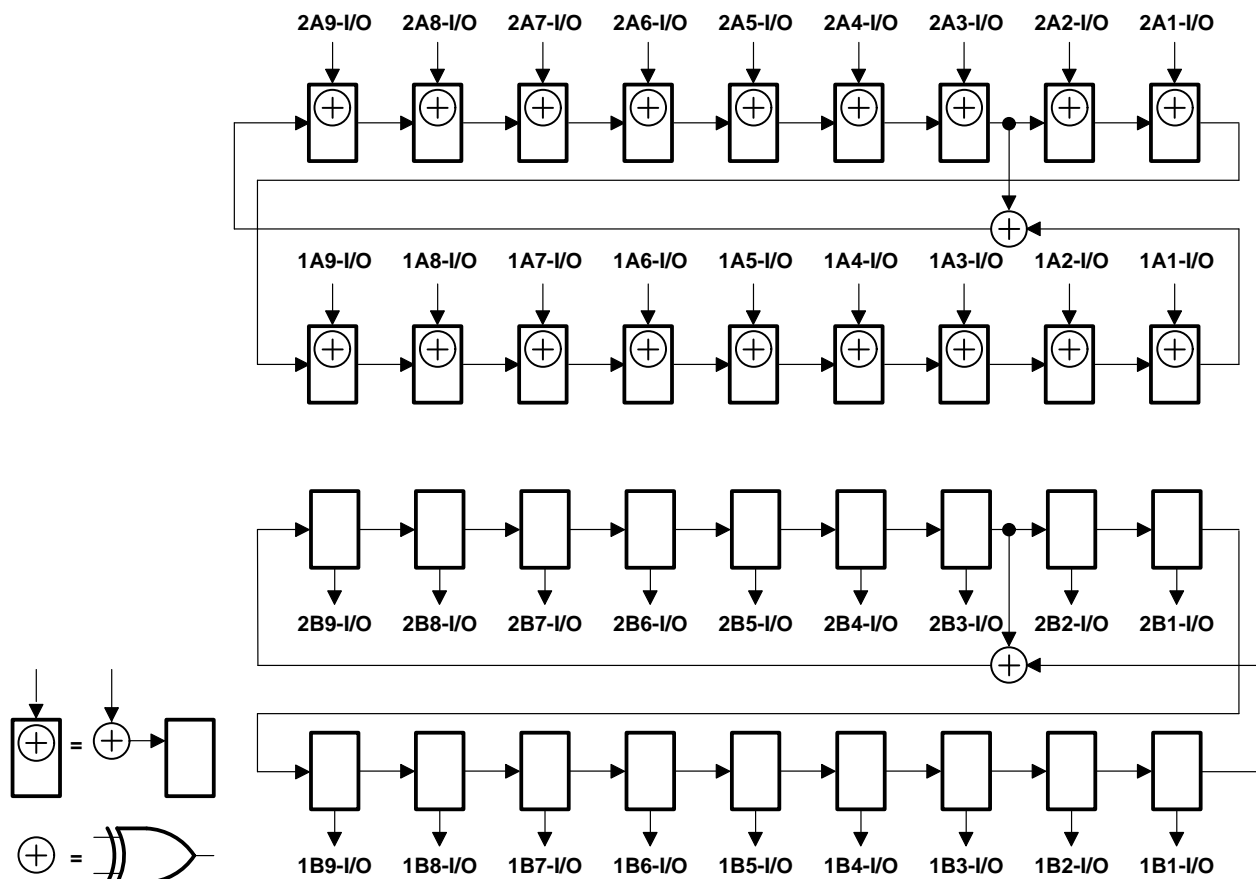 2A9-I/O 2A8-I/O 2A7-I/O 2A6-I/O 2A5-I/O 2A4-I/O 2A3-I/O 2A2-I/O 2A1-I/O
1A9-I/O 1A8-I/O 1A7-I/O 1A6-I/O 1A5-I/O 1A4-I/O 1A3-I/O 1A2-I/O 1A1-I/O
2B9-I/O 2B8-I/O 2B7-I/O 2B6-I/O 2B5-I/O 2B4-I/O 2B3-I/O 2B2-I/O 2B1-I/O
=
=
1B9-I/O 1B8-I/O 1B7-I/O 1B6-I/O 1B5-I/O 1B4-I/O 1B3-I/O 1B2-I/O 1B1-I/O